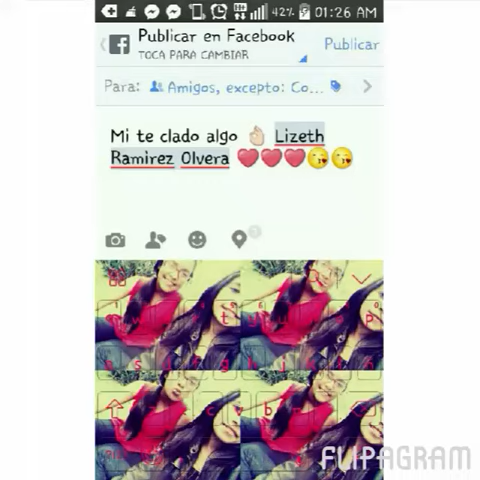 42% 01:26 AM
Publicar en Facebook
TOCA PARA CAMBIAR
Publicar
Para: Amigos, excepto: Co...
Mi te clado algo 👌 Lizeth
Ramirez Olvera ❤❤❤😘😘
FLIPAGRAM